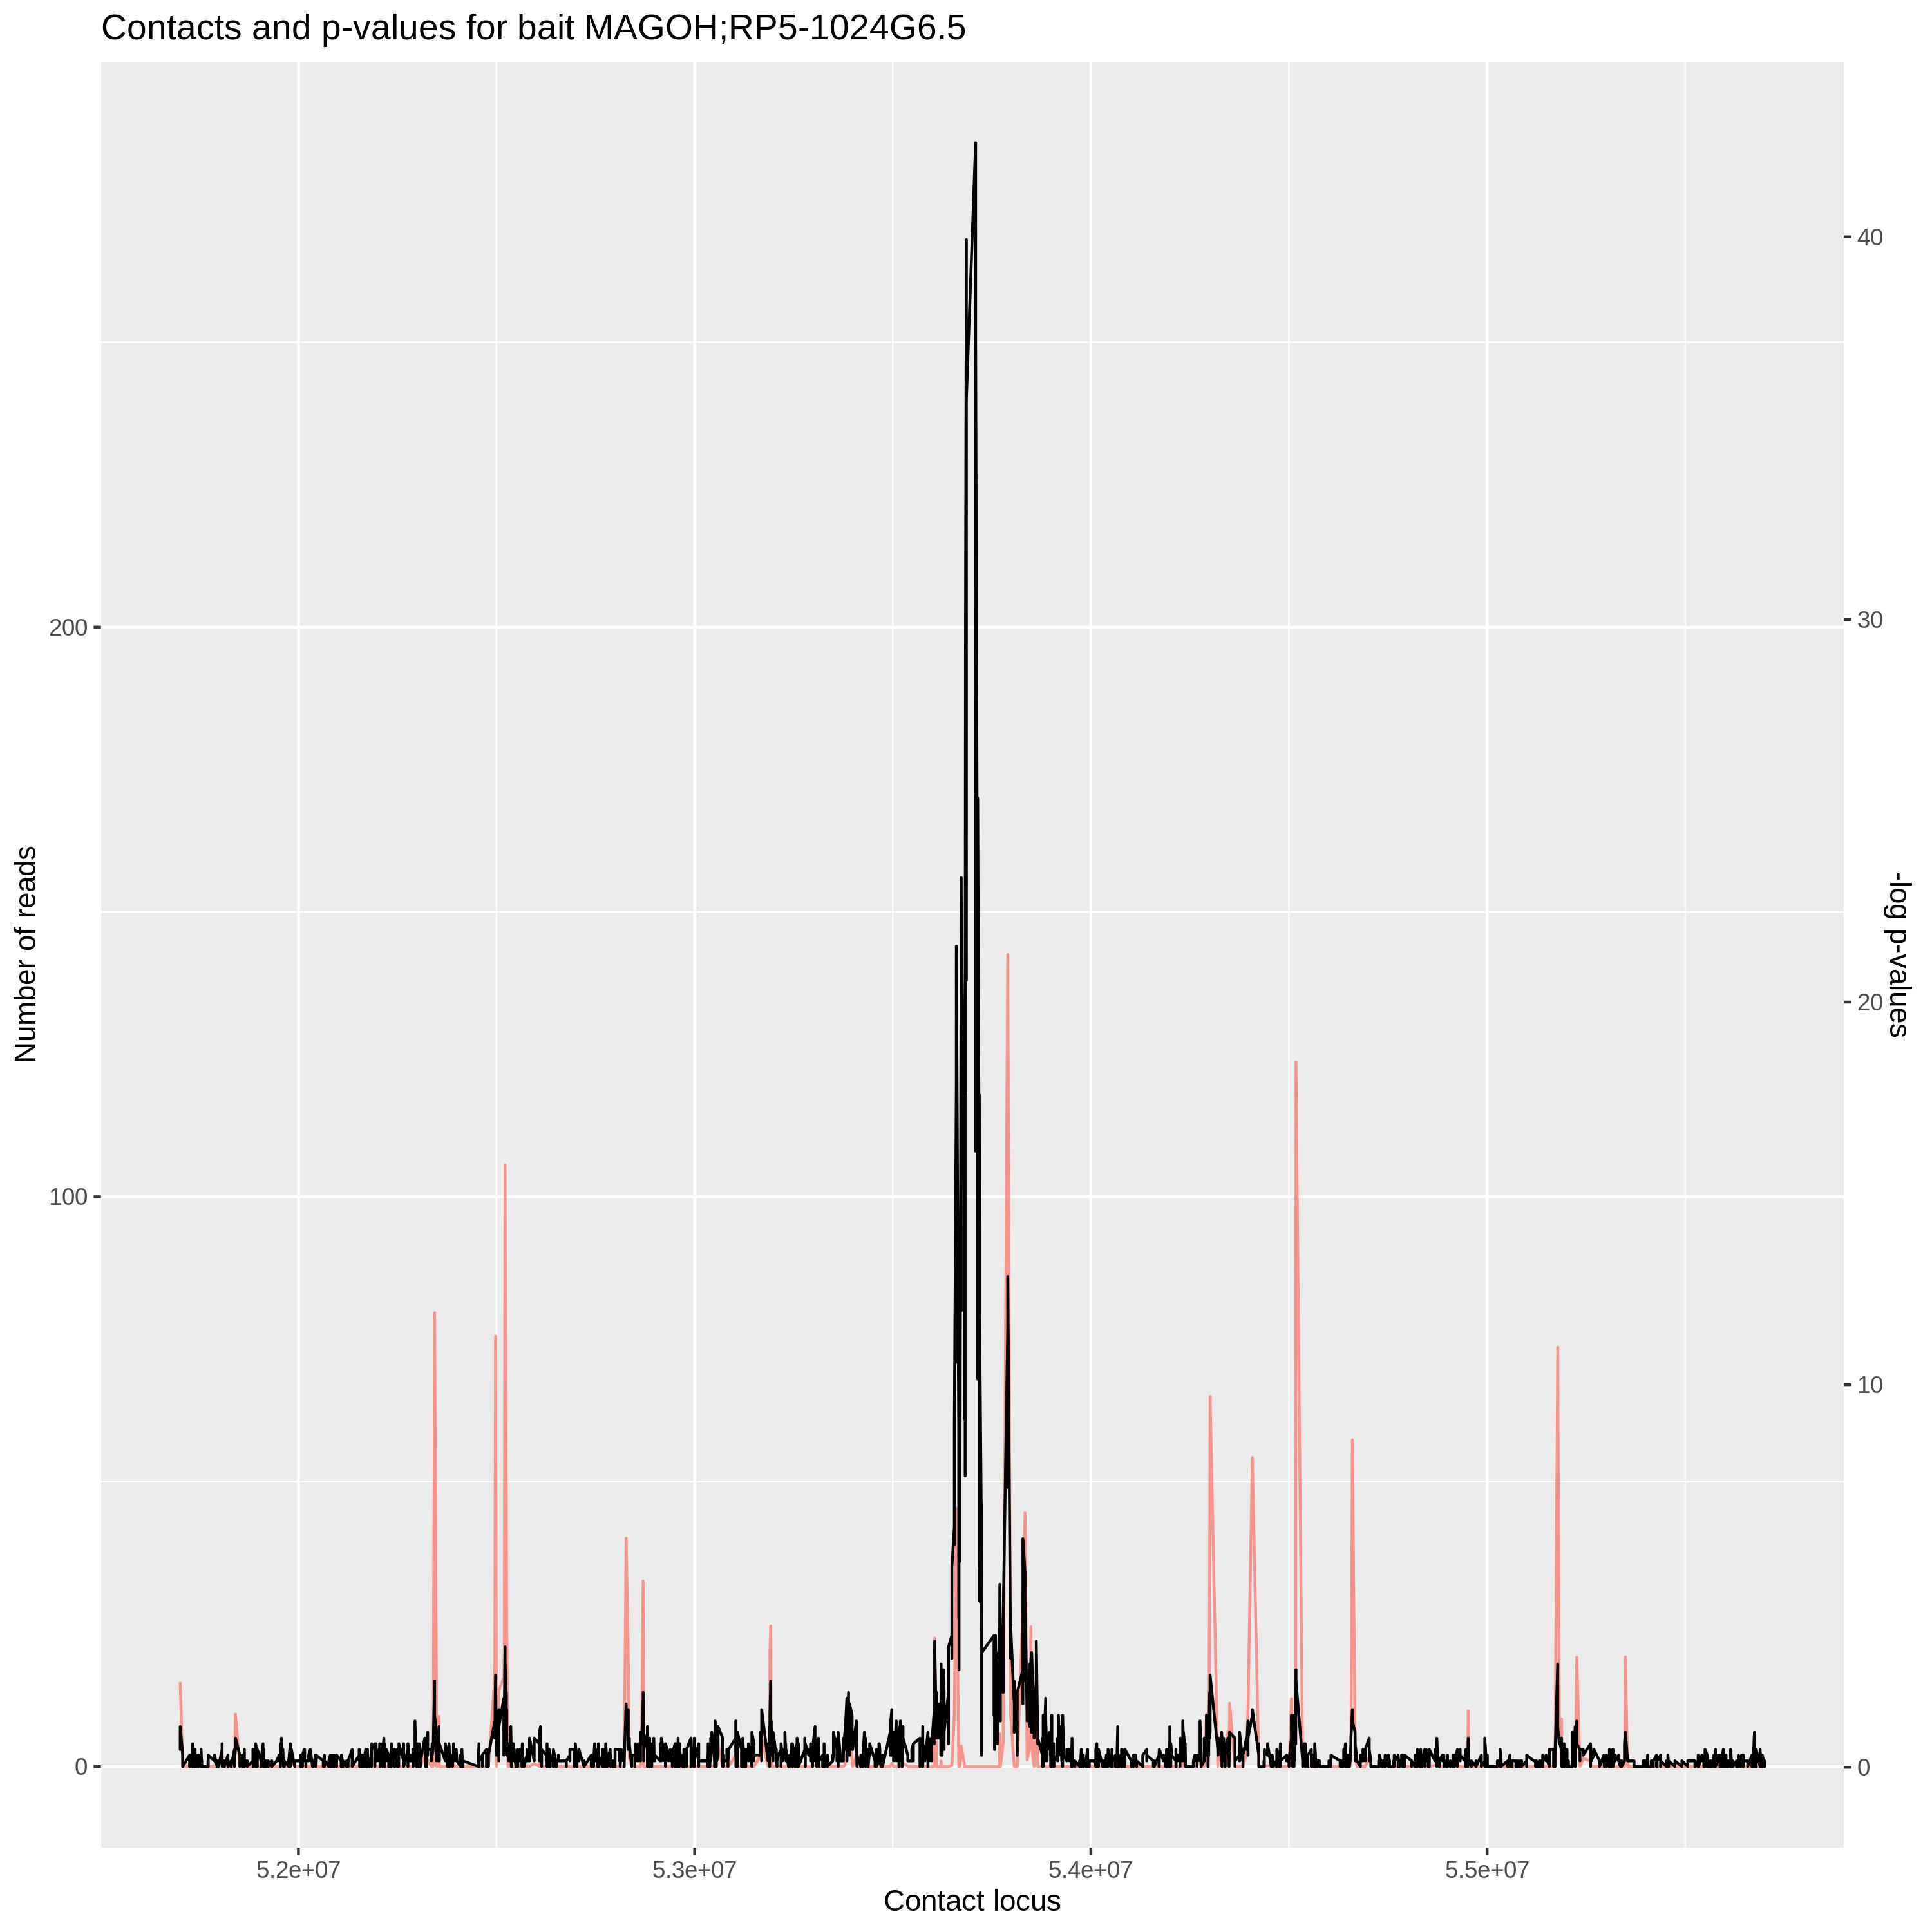 Contacts and p-values for bait MAGOH;RP5-1024G6.5
Number of reads
200
100
0
40
30
20
10
0
-log p-values
5.2e+07 5.3e+07 5.4e+07 5.5e+07
Contact locus